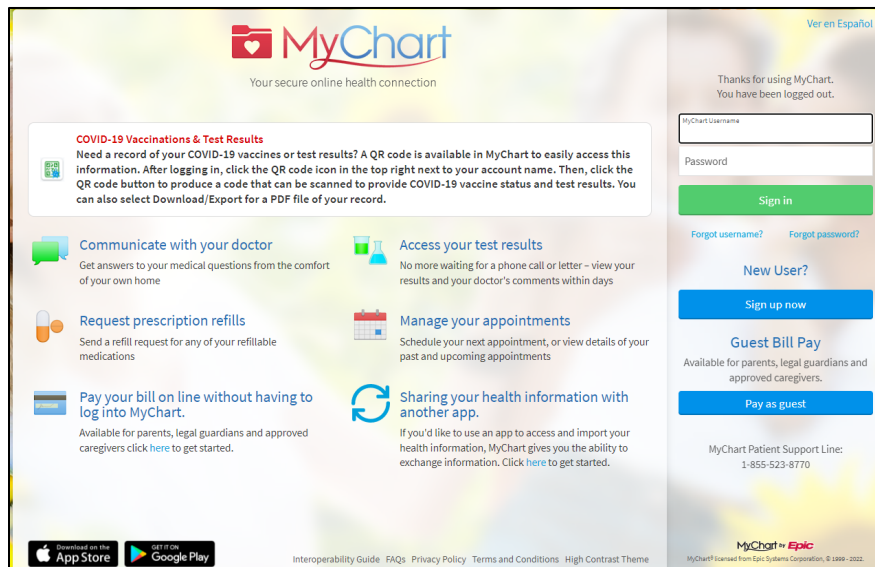 Ver en Español
MyChart
Your secure online health connection
Thanks for using MyChart.
You have been logged out.
MyChart Username
Password
Sign in
Forgot username? Forgot password?
New User?
Sign up now
Guest Bill Pay
Available for parents, legal guardians and
approved caregivers.
Pay as guest
MyChart Patient Support Line:
1-855-523-8770
COVID-19 Vaccinations & Test Results
Need a record of your COVID-19 vaccines or test results? A QR code is available in MyChart to easily access this
information. After logging in, click the QR code icon in the top right next to your account name. Then, click the
QR code button to produce a code that can be scanned to provide COVID-19 vaccine status and test results. You
can also select Download/Export for a PDF file of your record.
Communicate with your doctor
Get answers to your medical questions from the comfort
of your own home
Access your test results
No more waiting for a phone call or letter – view your
results and your doctor's comments within days
Request prescription refills
Send a refill request for any of your refillable
medications
Manage your appointments
Schedule your next appointment, or view details of your
past and upcoming appointments
Pay your bill on line without having to
log into MyChart.
Available for parents, legal guardians and approved
caregivers click here to get started.
Sharing your health information with
another app.
If you'd like to use an app to access and import your
health information, MyChart gives you the ability to
exchange information. Click here to get started.
Download on the
App Store
GET IT ON
Google Play
Interoperability Guide FAQs Privacy Policy Terms and Conditions High Contrast Theme
MyChart by Epic
MyChart® licensed from Epic Systems Corporation, © 1999 - 2022.